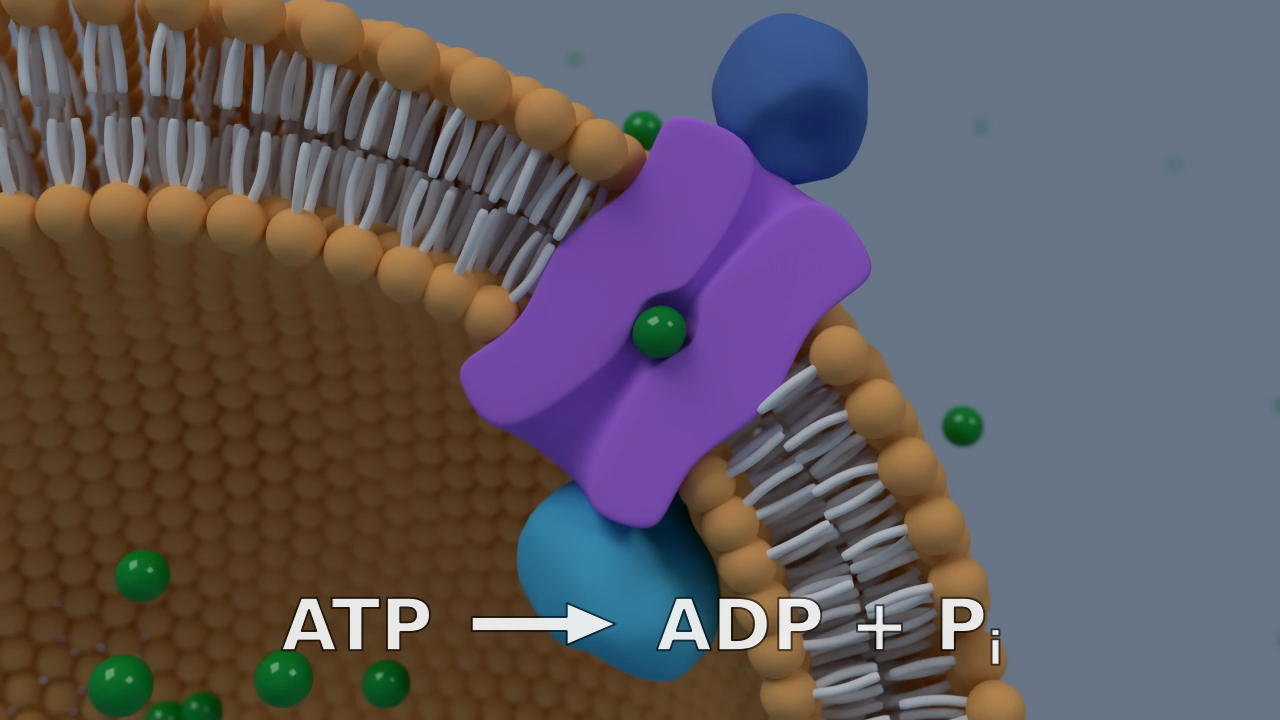 ATP → ADP + Pi